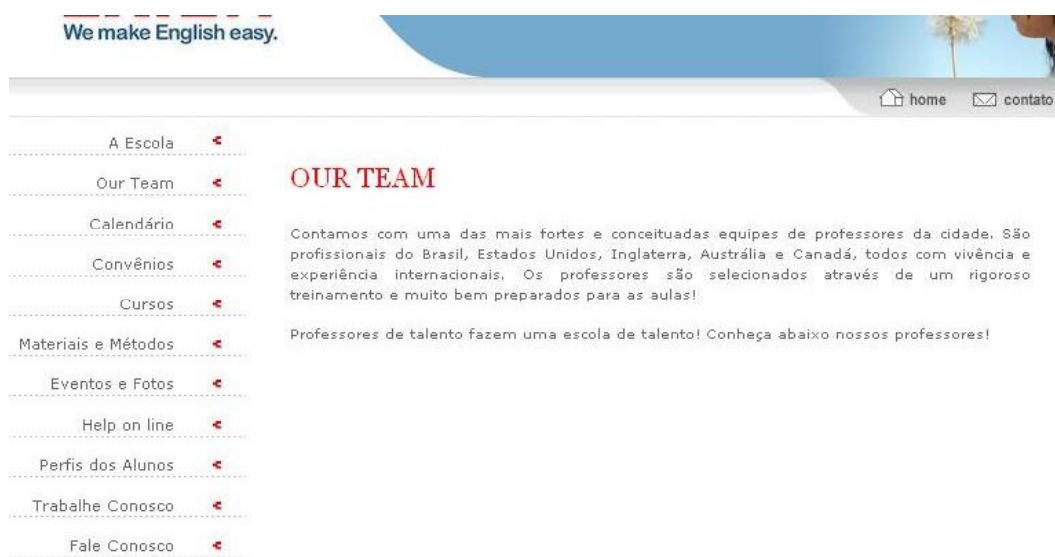 We make English easy.
home contato
A Escola
Our Team
Calendário
Convênios
Cursos
Materiais e Métodos
Eventos e Fotos
Help on line
Perfis dos Alunos
Trabalhe Conosco
Fale Conosco
OUR TEAM
Contamos com uma das mais fortes e conceituadas equipes de professores da cidade. São
profissionais do Brasil, Estados Unidos, Inglaterra, Austrália e Canadá, todos com vivência e
experiência internacionais. Os professores são selecionados através de um rigoroso
treinamento e muito bem preparados para as aulas!
Professores de talento fazem uma escola de talento! Conheça abaixo nossos professores!